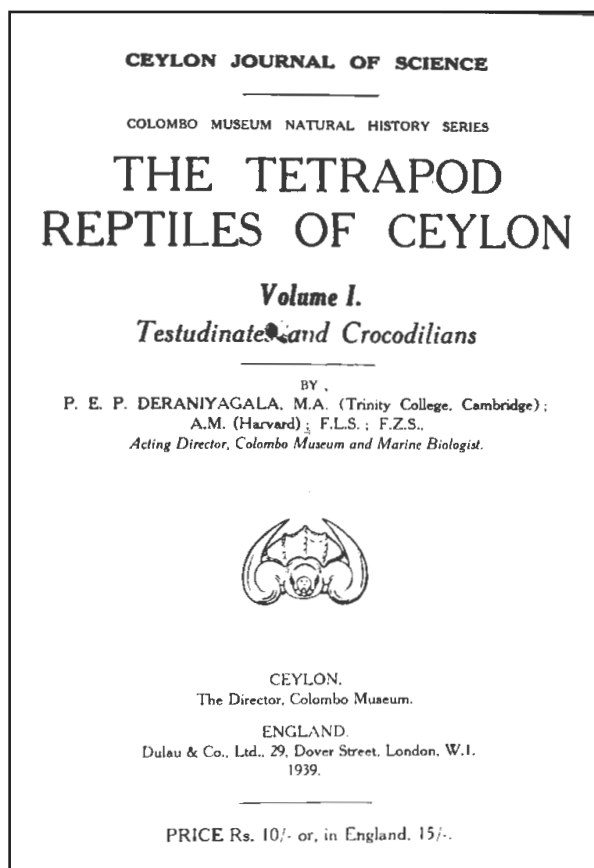 CEYLON JOURNAL OF SCIENCE
COLOMBO MUSEUM NATURAL HISTORY SERIES
THE TETRAPOD
REPTILES OF CEYLON
Volume I.
Testudinates and Crocodilians
BY
P. E. P. DERANIYAGALA, M.A. (Trinity College, Cambridge) ;
A.M. (Harvard) ; F.L.S. ; F.Z.S.,
Acting Director, Colombo Museum and Marine Biologist.
CEYLON.
The Director, Colombo Museum.
ENGLAND.
Dulau & Co., Ltd., 29, Dover Street, London, W.I.
1939.
PRICE Rs. 10/- or, in England, 15/-.